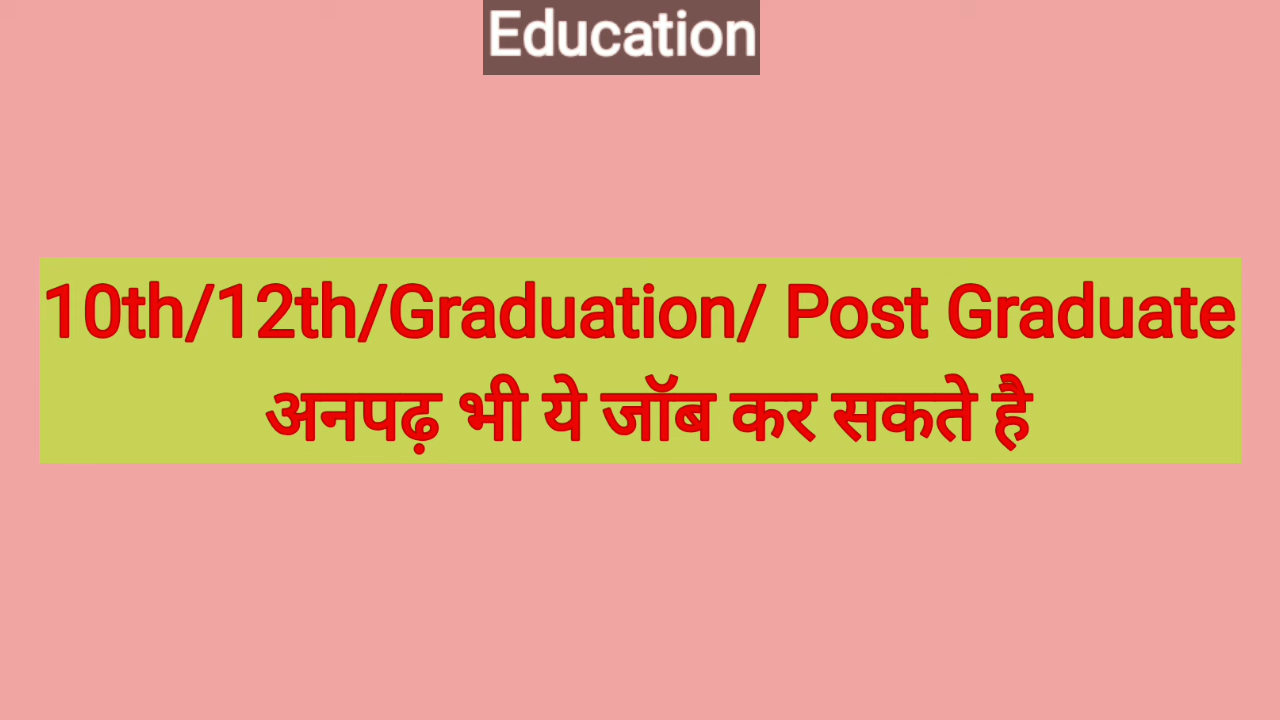 Education
10th/12th/Graduation/ Post Graduate
अनपढ़ भी ये जॉब कर सकते है